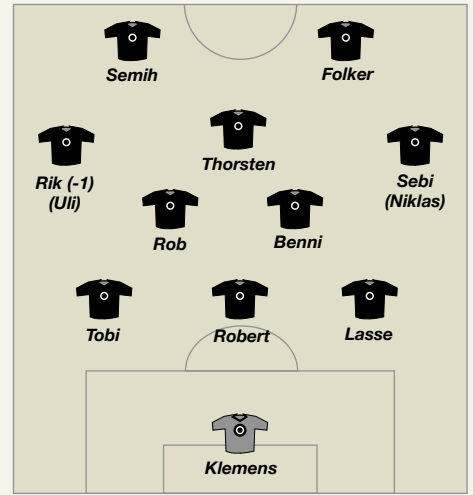 Semih
Folker
Thorsten
Rik (-1)
(Uli)
Sebi
(Niklas)
Rob
Benni
Tobi
Robert
Lasse
Klemens